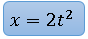 x = 2t²